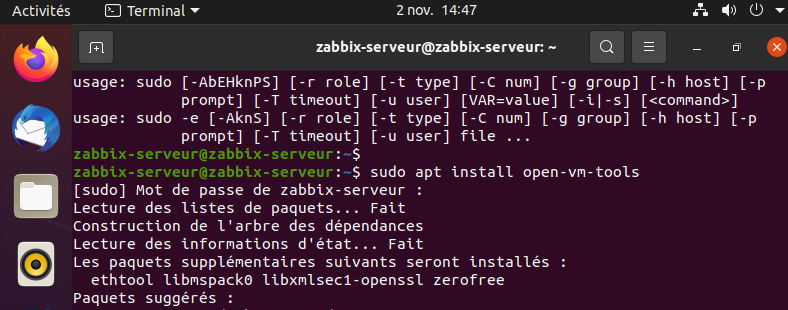 Activités
Terminal
2 nov. 14:47
zabbix-serveur@zabbix-serveur: ~
usage: sudo [-AbEHknPS] [-r role] [-t type] [-C num] [-g group] [-h host] [-p
prompt] [-T timeout] [-u user] [VAR=value] [-i|-s] [<command>]
usage: sudo -e [-AknS] [-r role] [-t type] [-C num] [-g group] [-h host] [-p
prompt] [-T timeout] [-u user] file ...
zabbix-serveur@zabbix-serveur:~$
zabbix-serveur@zabbix-serveur:~$ sudo apt install open-vm-tools
[sudo] Mot de passe de zabbix-serveur :
Lecture des listes de paquets... Fait
Construction de l'arbre des dépendances
Lecture des informations d'état... Fait
Les paquets supplémentaires suivants seront installés :
ethtool libmspack0 libxmlsec1-openssl zerofree
Paquets suggérés :